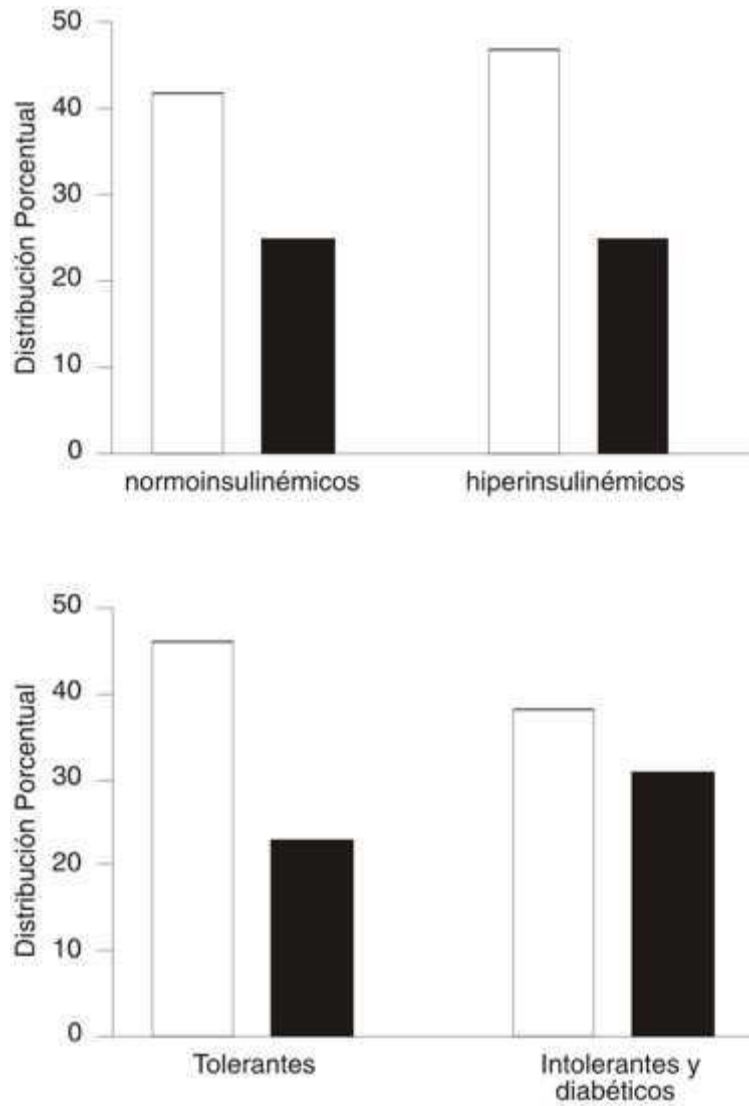 Distribución Porcentual
50
40
30
20
10
0
normoinsulinémicos hiperinsulinémicos
Distribución Porcentual
50
40
30
20
10
0
Tolerantes Intolerantes y
diabéticos